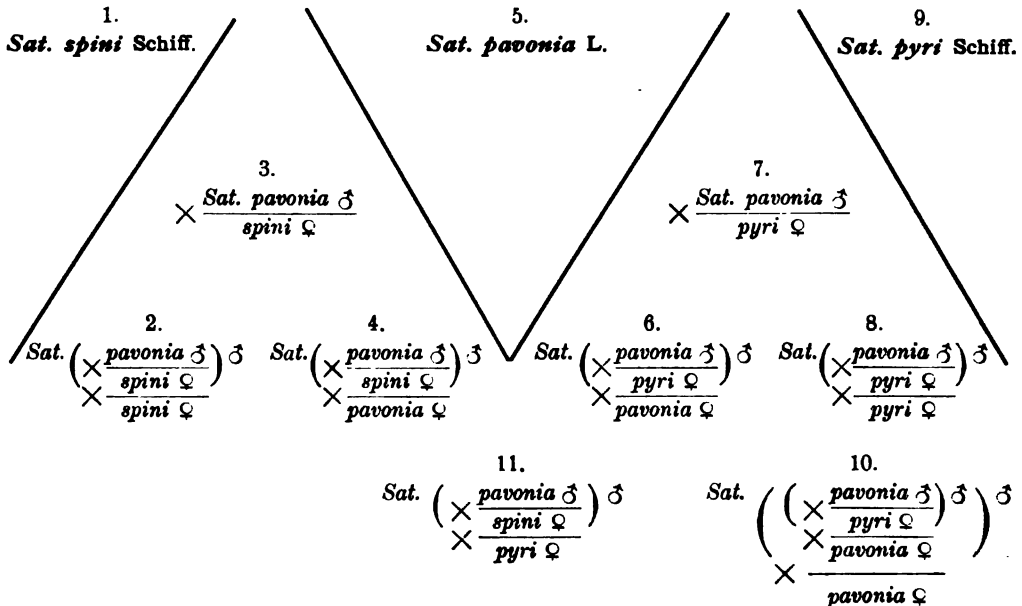 1.
Sat. spini Schiff.
5.
Sat. pavonia L.
9.
Sat. pyri Schiff.
3.
× Sat. pavonia ♂
spini ♀
7.
× Sat. pavonia ♂
pyri ♀
2.
Sat. (× pavonia ♂
spini ♀) ♂
× spini ♀
4.
Sat. (× pavonia ♂
spini ♀) ♂
× pavonia ♀
6.
Sat. (× pavonia ♂
pyri ♀) ♂
× pavonia ♀
8.
Sat. (× pavonia ♂
pyri ♀) ♂
× pyri ♀
11.
Sat. (× pavonia ♂
spini ♀) ♂
× pyri ♀
10.
Sat. ((× pavonia ♂
pyri ♀) ♂
× pavonia ♀) ♂
× pavonia ♀